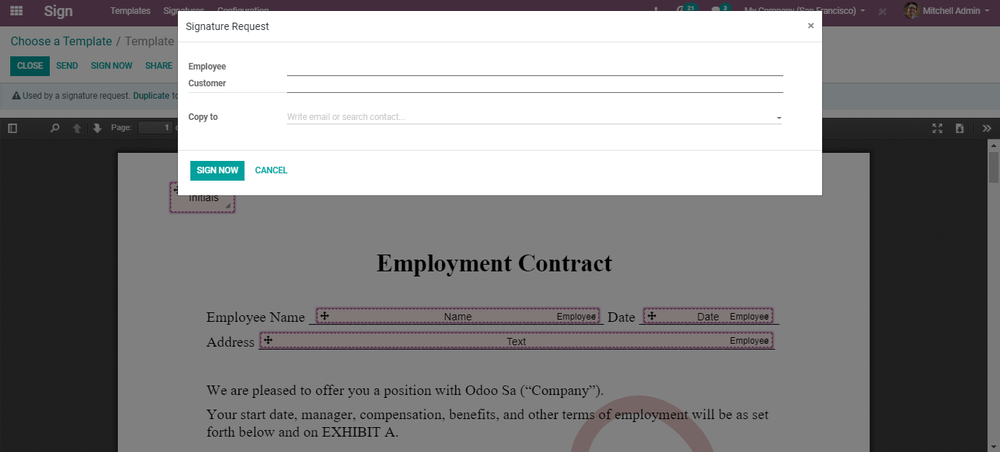 Sign Templates Signatures Configuration 21 3 My Company (San Francisco) Mitchell Admin
Signature Request ×
Choose a Template / Template
Employee
CLOSE SEND SIGN NOW SHARE
Customer
Used by a signature request. Duplicate to
Copy to Write email or search contact...
Page: 1
SIGN NOW CANCEL
Initials
Employment Contract
Employee Name Name Employee Date Date Employee
Address Text Employee
We are pleased to offer you a position with Odoo Sa (“Company”).
Your start date, manager, compensation, benefits, and other terms of employment will be as set
forth below and on EXHIBIT A.